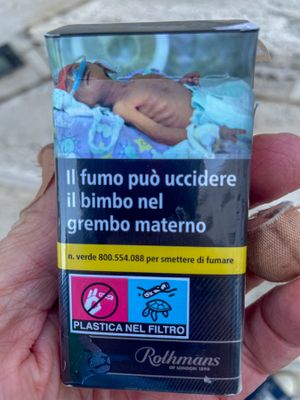 Il fumo può uccidere
il bimbo nel
grembo materno
n. verde 800.554.088 per smettere di fumare
PLASTICA NEL FILTRO
Rothmans
OF LONDON 1890